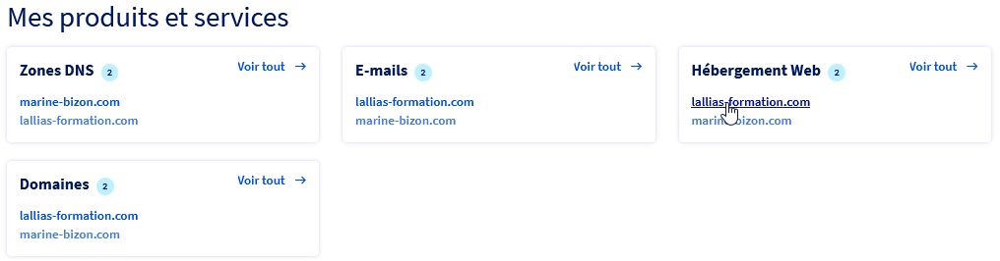 Mes produits et services
Zones DNS 2 Voir tout →
marine-bizon.com
lallias-formation.com
E-mails 2 Voir tout →
lallias-formation.com
marine-bizon.com
Hébergement Web 2 Voir tout →
lallias-formation.com
marine-bizon.com
Domaines 2 Voir tout →
lallias-formation.com
marine-bizon.com